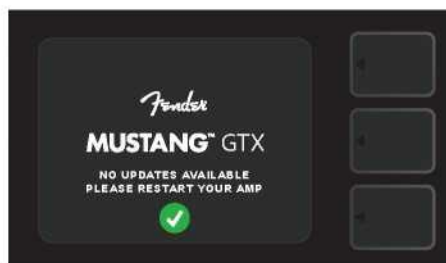 Fender
MUSTANG™ GTX
NO UPDATES AVAILABLE
PLEASE RESTART YOUR AMP